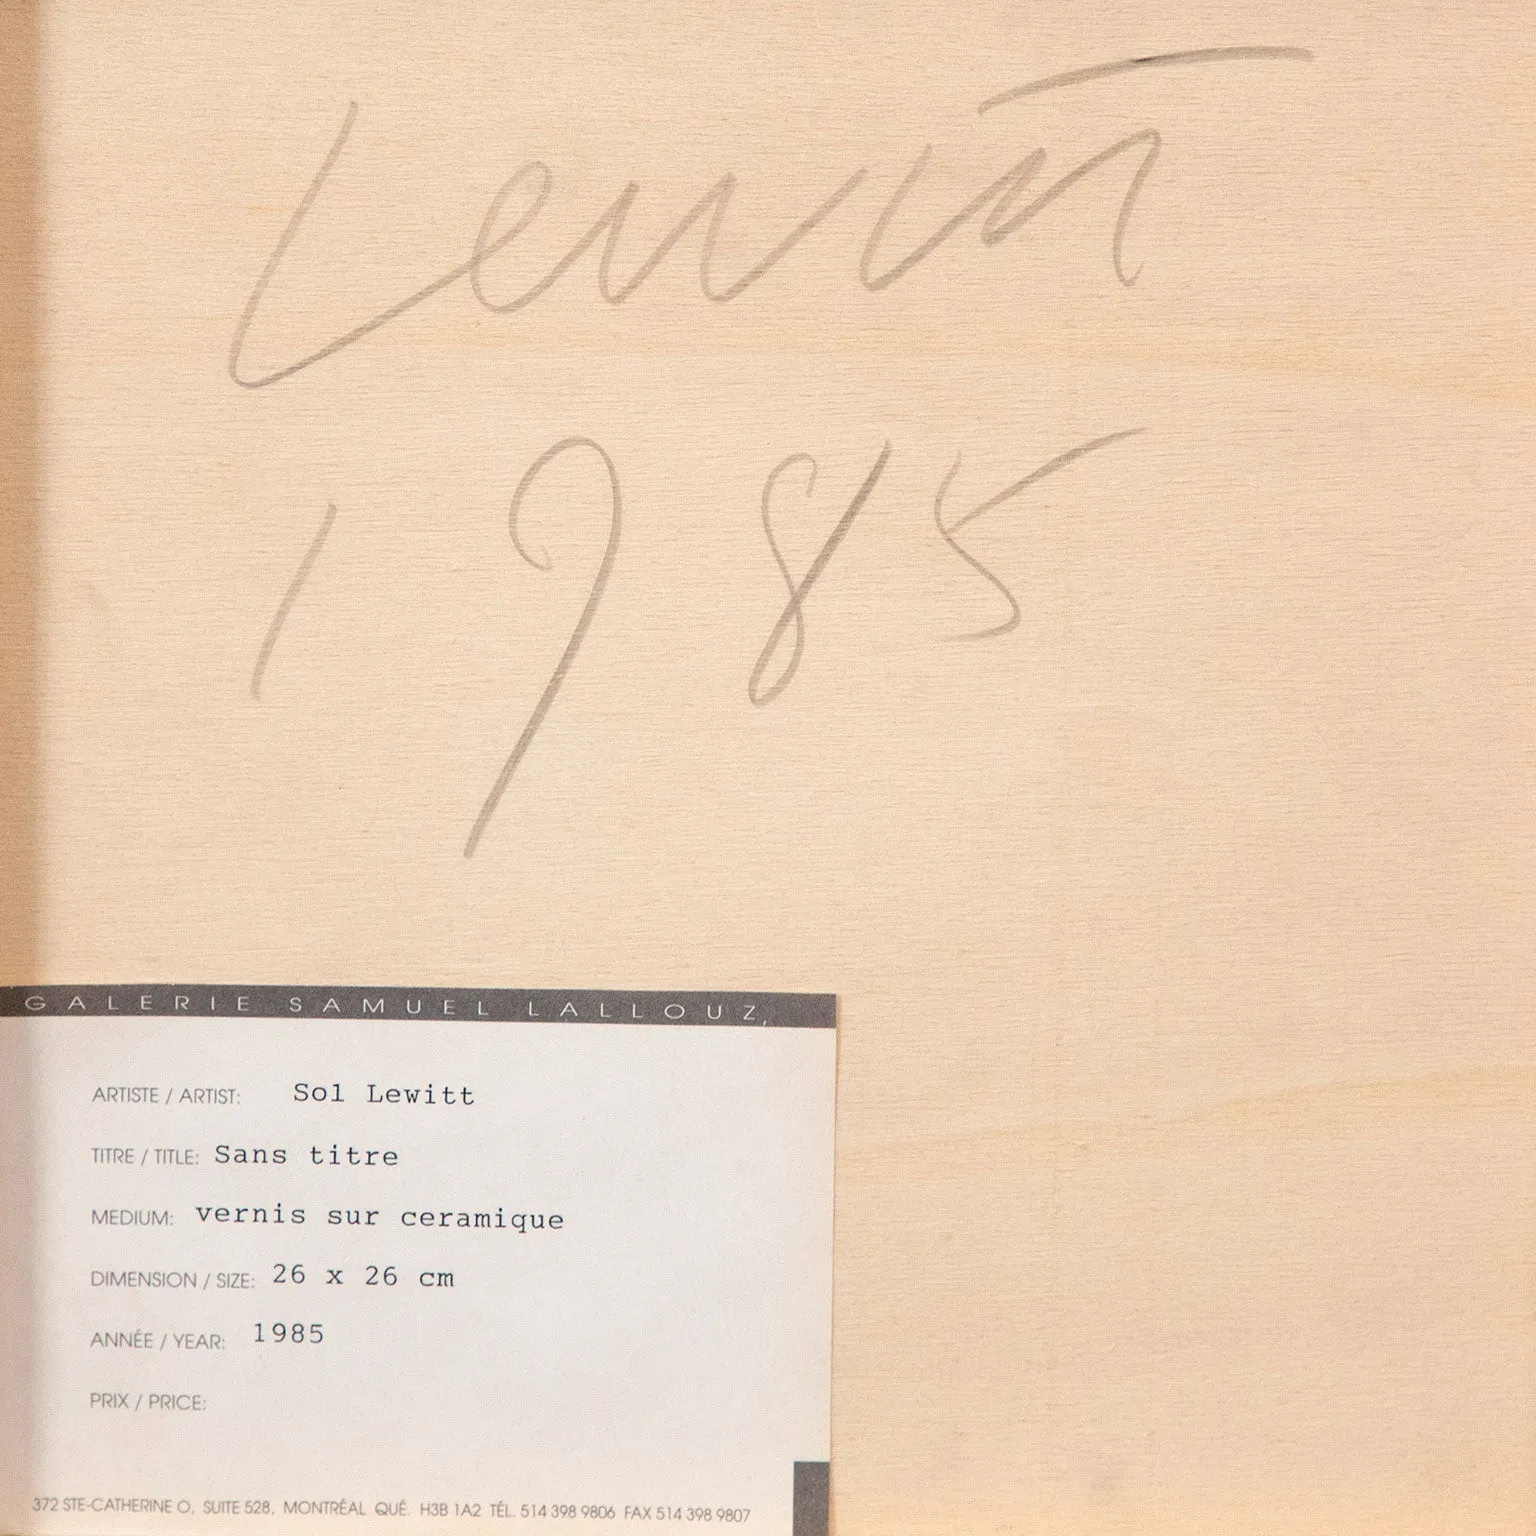 Lewitt
1985
GALERIE SAMUEL LALLOUZ,
ARTISTE / ARTIST: Sol Lewitt
TITRE / TITLE: Sans titre
MEDIUM: vernis sur ceramique
DIMENSION / SIZE: 26 x 26 cm
ANNÉE / YEAR: 1985
PRIX / PRICE:
372 STE-CATHERINE O, SUITE 528, MONTRÉAL QUÉ. H3B 1A2 TÉL. 514 398 9806 FAX 514 398 9807